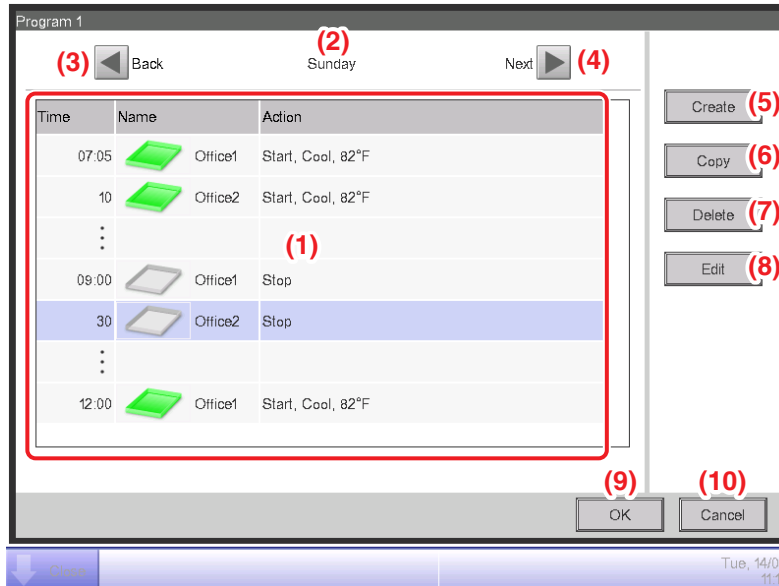 Program 1
(2)
(3) Back Sunday Next (4)
Create (5)
Time Name Action
07:05 Office1 Start, Cool, 82°F
Copy (6)
10 Office2 Start, Cool, 82°F
Delete (7)
(1)
09:00 Office1 Stop
Edit (8)
30 Office2 Stop
12:00 Office1 Start, Cool, 82°F
(9) (10)
OK Cancel
Tue, 14/0